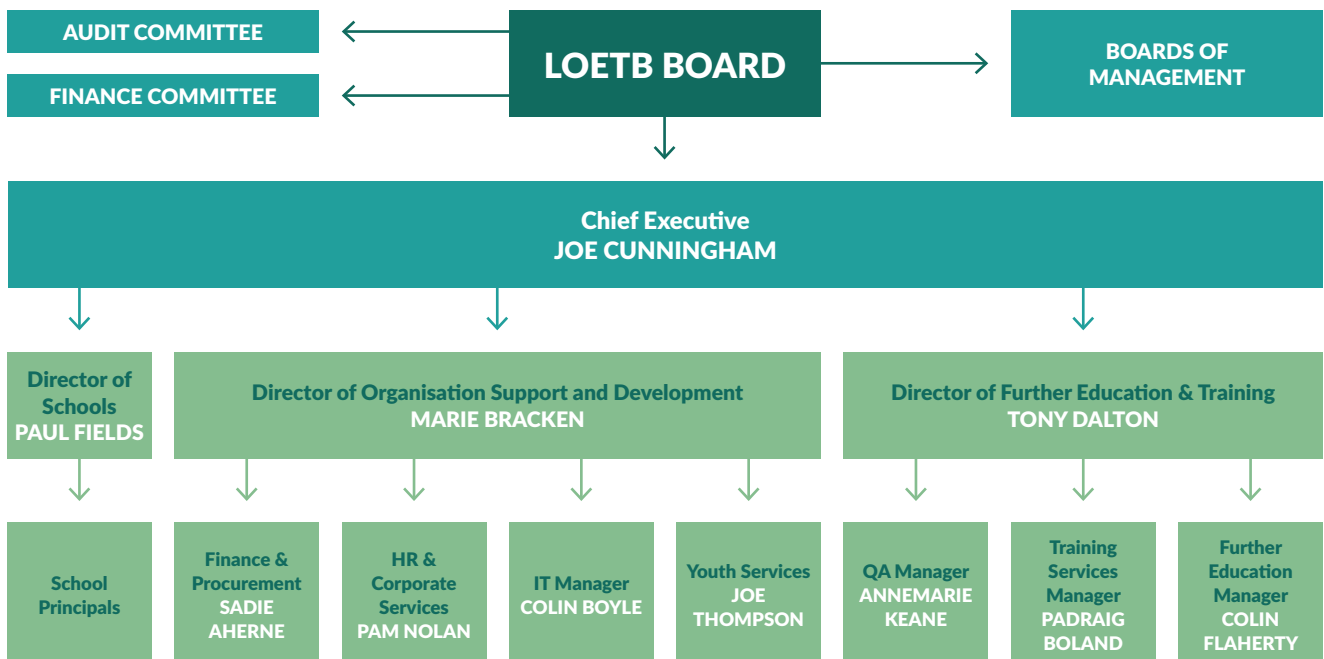 AUDIT COMMITTEE
FINANCE COMMITTEE
LOETB BOARD
BOARDS OF
MANAGEMENT
Chief Executive
JOE CUNNINGHAM
Director of
Schools
PAUL FIELDS
Director of Organisation Support and Development
MARIE BRACKEN
Director of Further Education & Training
TONY DALTON
School
Principals
Finance &
Procurement
SADIE
AHERNE
HR &
Corporate
Services
PAM NOLAN
IT Manager
COLIN BOYLE
Youth Services
JOE
THOMPSON
QA Manager
ANNEMARIE
KEANE
Training
Services
Manager
PADRAIG
BOLAND
Further
Education
Manager
COLIN
FLAHERTY